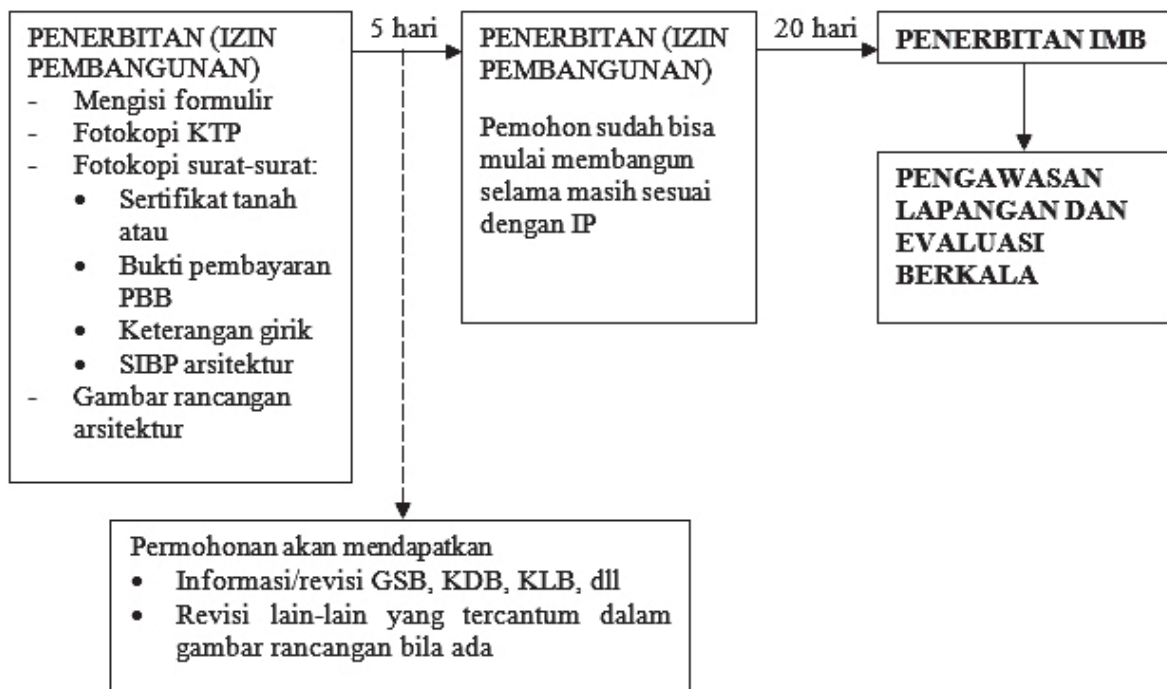 PENERBITAN (IZIN
PEMBANGUNAN)
- Mengisi formulir
- Fotokopi KTP
- Fotokopi surat-surat:
• Sertifikat tanah
atau
• Bukti pembayaran
PBB
• Keterangan girik
• SIBP arsitektur
- Gambar rancangan
arsitektur
5 hari
PENERBITAN (IZIN
PEMBANGUNAN)
Pemohon sudah bisa
mulai membangun
selama masih sesuai
dengan IP
20 hari
PENERBITAN IMB
PENGAWASAN
LAPANGAN DAN
EVALUASI
BERKALA
Permohonan akan mendapatkan
• Informasi/revisi GSB, KDB, KLB, dll
• Revisi lain-lain yang tercantum dalam
gambar rancangan bila ada